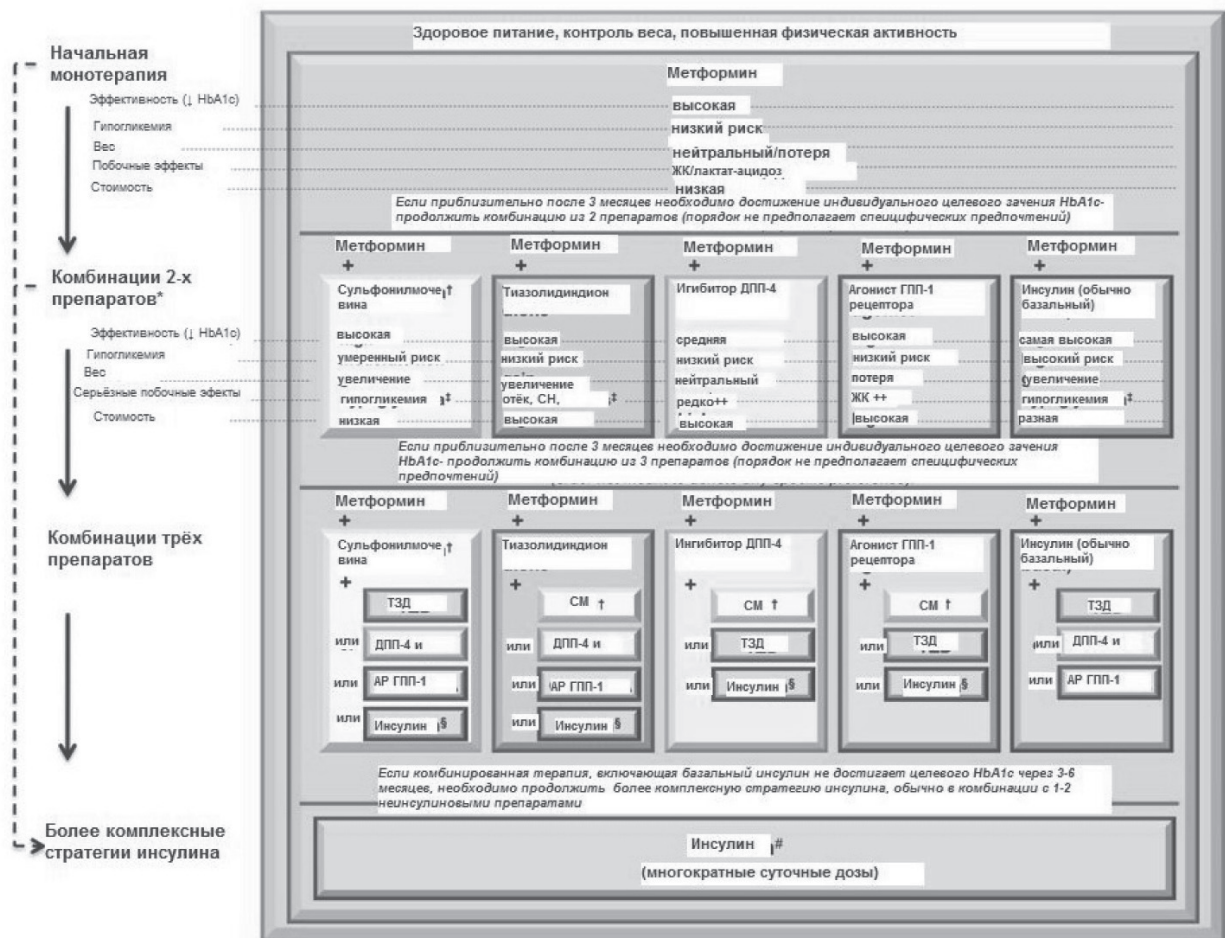 Здоровое питание, контроль веса, повышенная физическая активность
Начальная
монотерапия
Метформин
Эффективность (↓ HbA1c)
высокая
Гипогликемия
низкий риск
Вес
нейтральный/потеря
Побочные эффекты
ЖК/лактат-ацидоз
Стоимость
низкая
Если приблизительно после 3 месяцев необходимо достижение индивидуального целевого зачения HbA1c-
продолжить комбинацию из 2 препаратов (порядок не предполагает специфических предпочтений)
Комбинации 2-х
препаратов*
Метформин Метформин Метформин Метформин Метформин
+ + + + +
Сульфонилмоче † Тиазолидиндион Игибитор ДПП-4 Агонист ГПП-1 Инсулин (обычно
вина рецептора базальный)
Эффективность (↓ HbA1c) высокая высокая средняя высокая самая высокая
Гипогликемия умеренный риск низкий риск низкий риск низкий риск высокий риск
Вес увеличение увеличение нейтральный потеря увеличение
Серьёзные побочные эфекты гипогликемия ‡ отёк, СН, ‡ редко++ ЖК ++ гипогликемия ‡
Стоимость низкая высокая высокая высокая разная
Если приблизительно после 3 месяцев необходимо достижение индивидуального целевого зачения
HbA1c- продолжить комбинацию из 3 препаратов (порядок не предполагает специфических
предпочтений)
Комбинации трёх
препаратов
Метформин Метформин Метформин Метформин Метформин
+ + + + +
Сульфонилмоче † Тиазолидиндион Ингибитор ДПП-4 Агонист ГПП-1 Инсулин (обычно
вина рецептора базальный)
+ + + + +
ТЗД СМ † СМ † СМ † ТЗД
или ДПП-4 и или ДПП-4 и или ТЗД или ТЗД или ДПП-4 и
или АР ГПП-1 или АР ГПП-1 или Инсулин § или Инсулин § или АР ГПП-1
или Инсулин § или Инсулин §
Если комбинированная терапия, включающая базальный инсулин не достигает целевого HbA1c через 3-6
месяцев, необходимо продолжить более комплексную стратегию инсулина, обычно в комбинации с 1-2
неинсулиновыми препаратами
Более комплексные
стратегии инсулина
Инсулин #
(многократные суточные дозы)